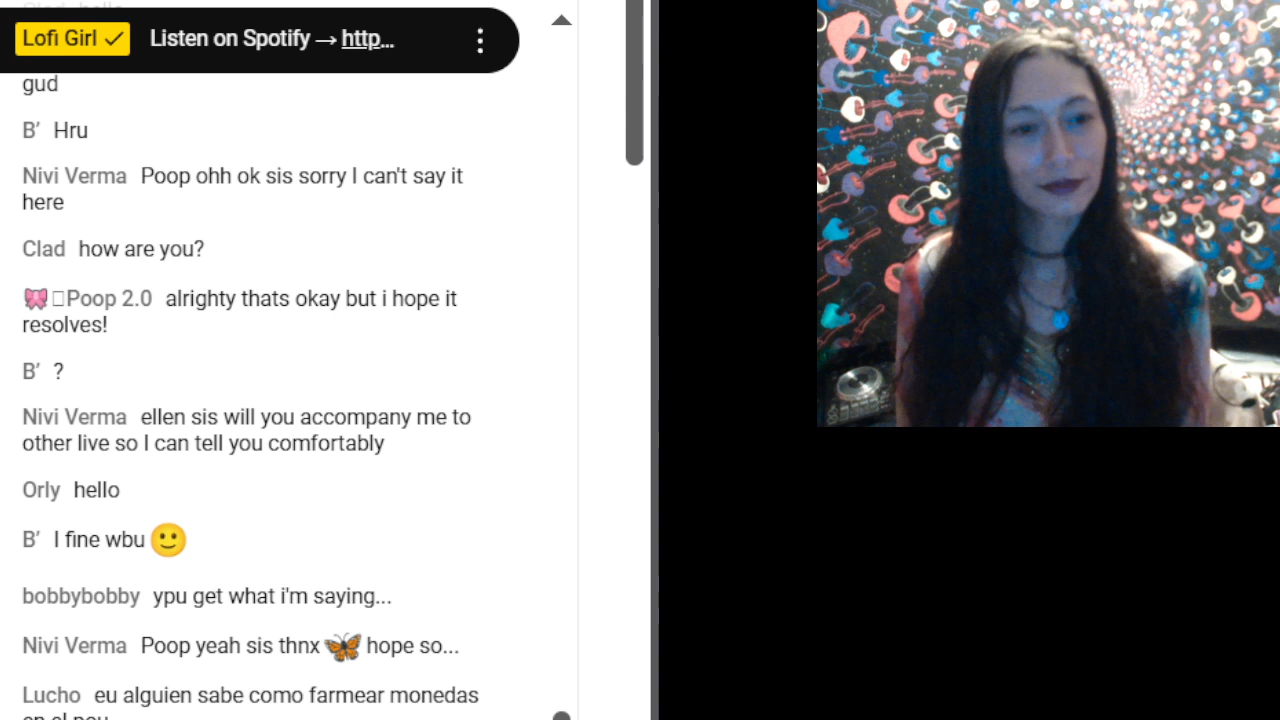 Lofi Girl ✓ Listen on Spotify → http...
gud
B’ Hru
Nivi Verma Poop ohh ok sis sorry I can't say it
here
Clad how are you?
🎀Poop 2.0 alrighty thats okay but i hope it
resolves!
B’ ?
Nivi Verma ellen sis will you accompany me to
other live so I can tell you comfortably
Orly hello
B’ I fine wbu 🙂
bobbybobby ypu get what i'm saying...
Nivi Verma Poop yeah sis thnx 🦋 hope so...
Lucho eu alguien sabe como farmear monedas